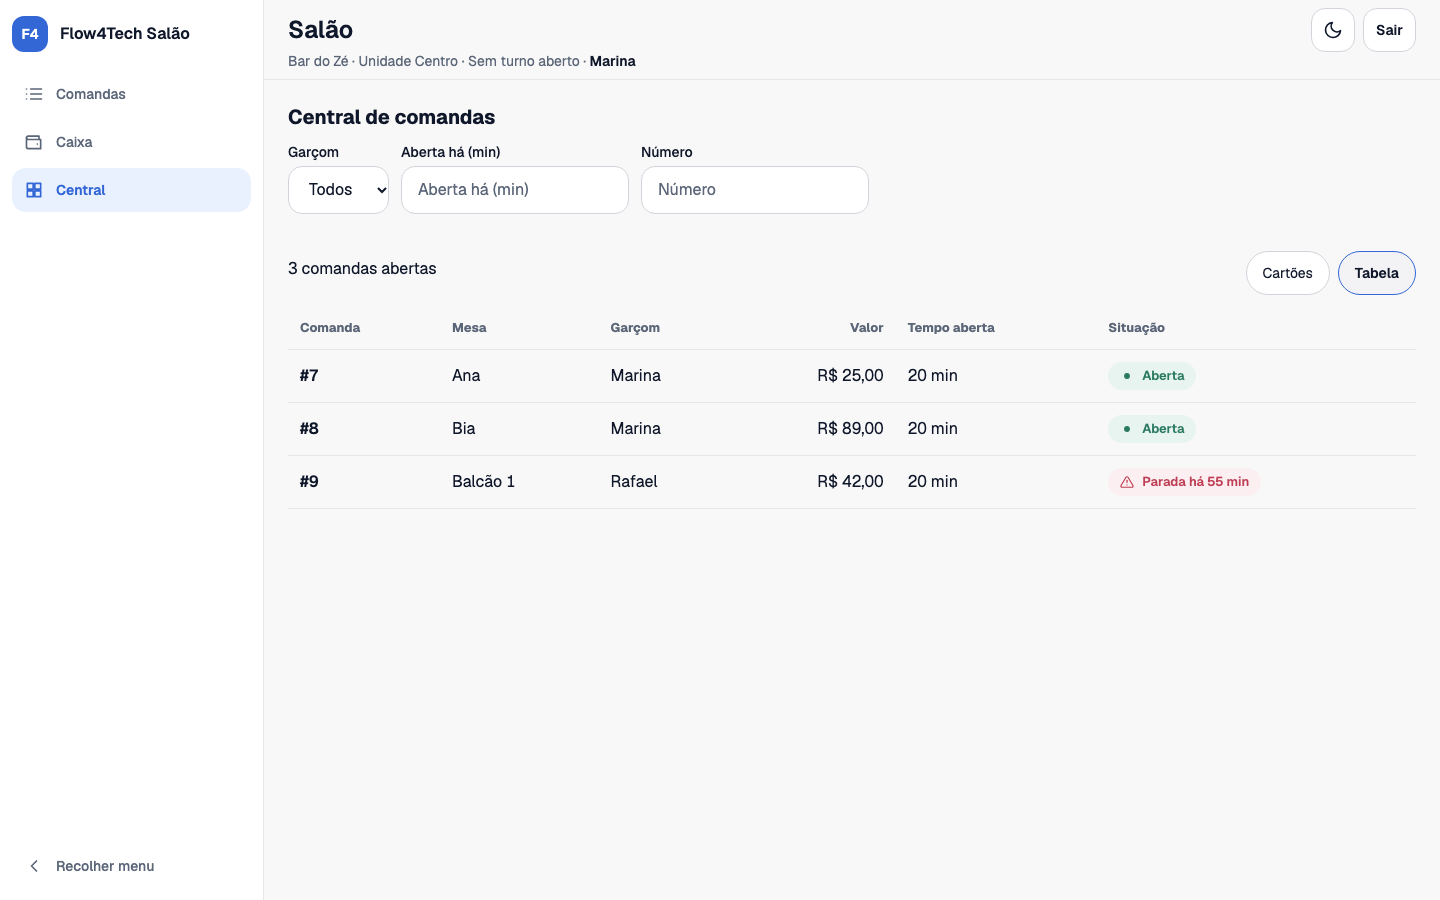 F4 Flow4Tech Salão
Comandas
Caixa
Central
Recolher menu
Salão
Bar do Zé · Unidade Centro · Sem turno aberto · Marina
Sair
Central de comandas
Garçom Aberta há (min) Número
Todos Aberta há (min) Número
3 comandas abertas
Cartões Tabela
Comanda Mesa Garçom Valor Tempo aberta Situação
#7 Ana Marina R$ 25,00 20 min Aberta
#8 Bia Marina R$ 89,00 20 min Aberta
#9 Balcão 1 Rafael R$ 42,00 20 min Parada há 55 min